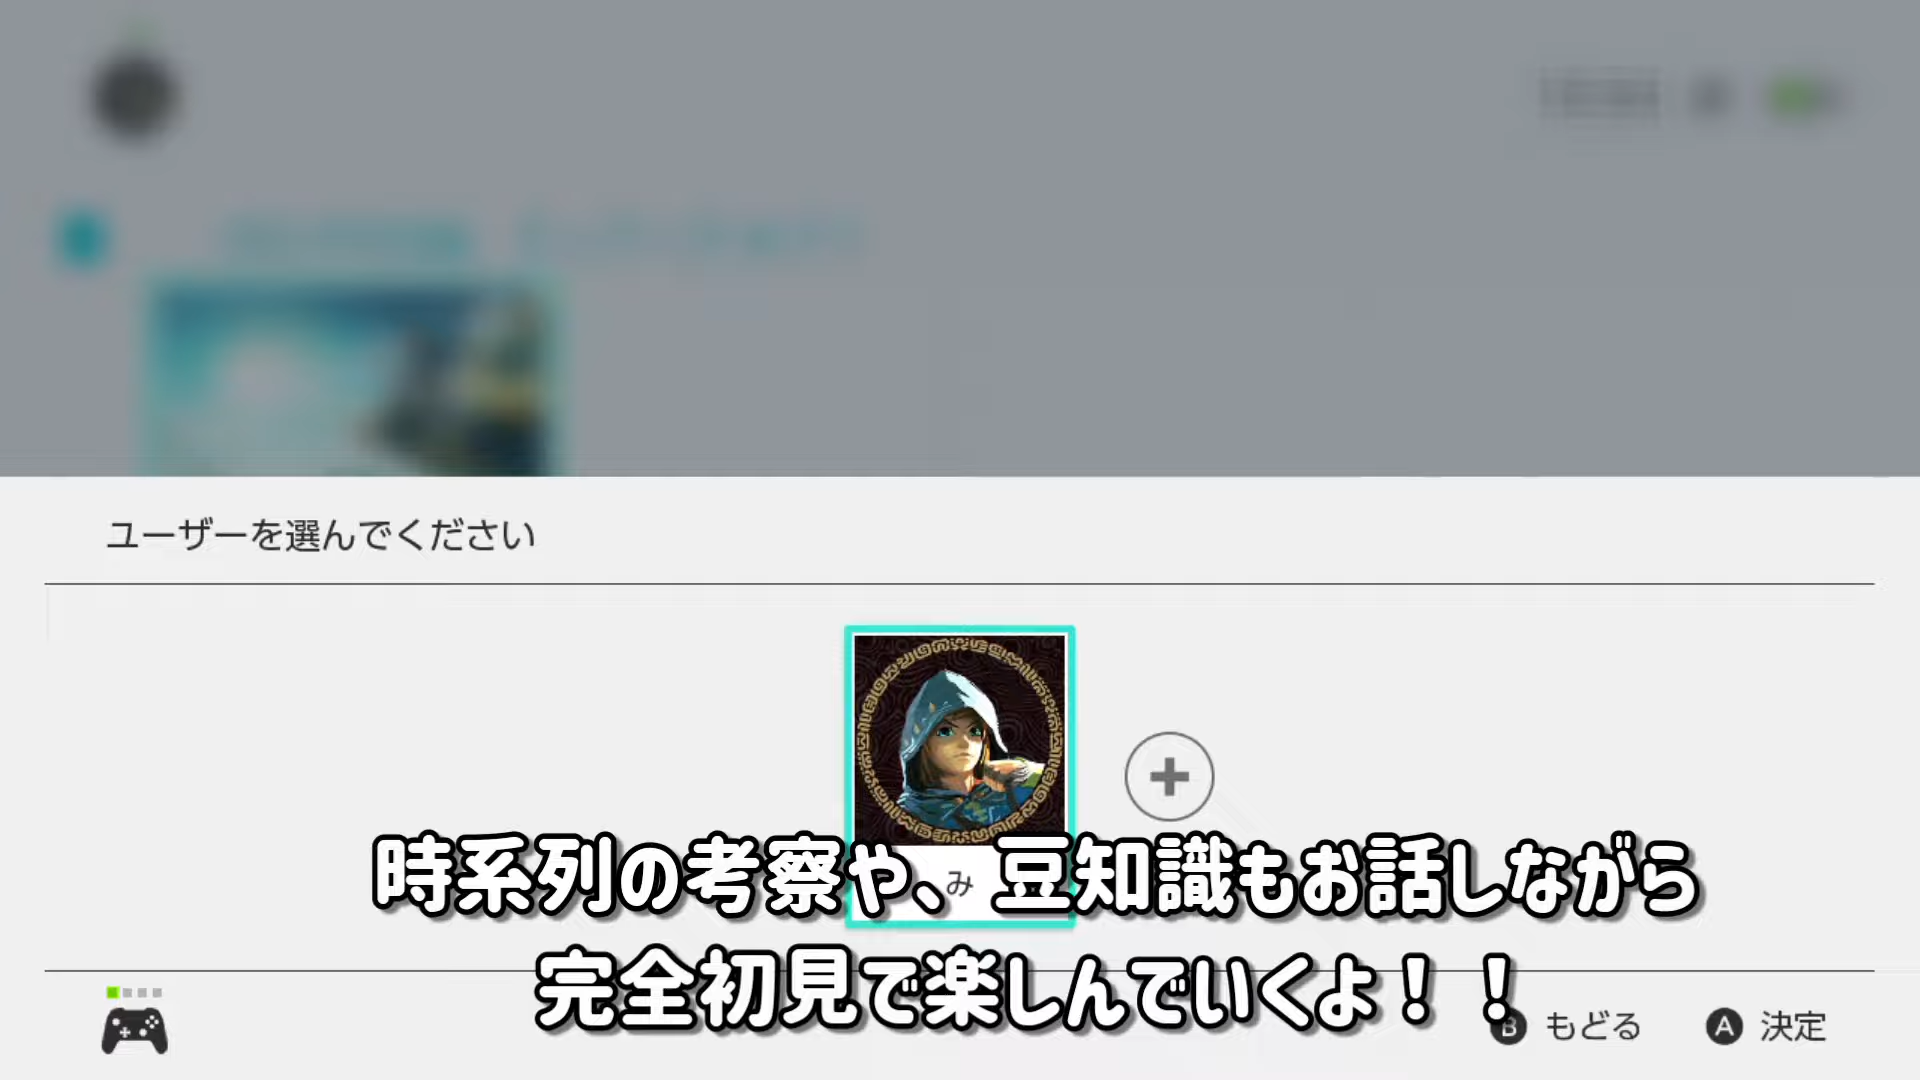 ユーザーを選んでください
み
時系列の考察や、豆知識もお話しながら
完全初見で楽しんでいくよ！！
B もどる
A 決定